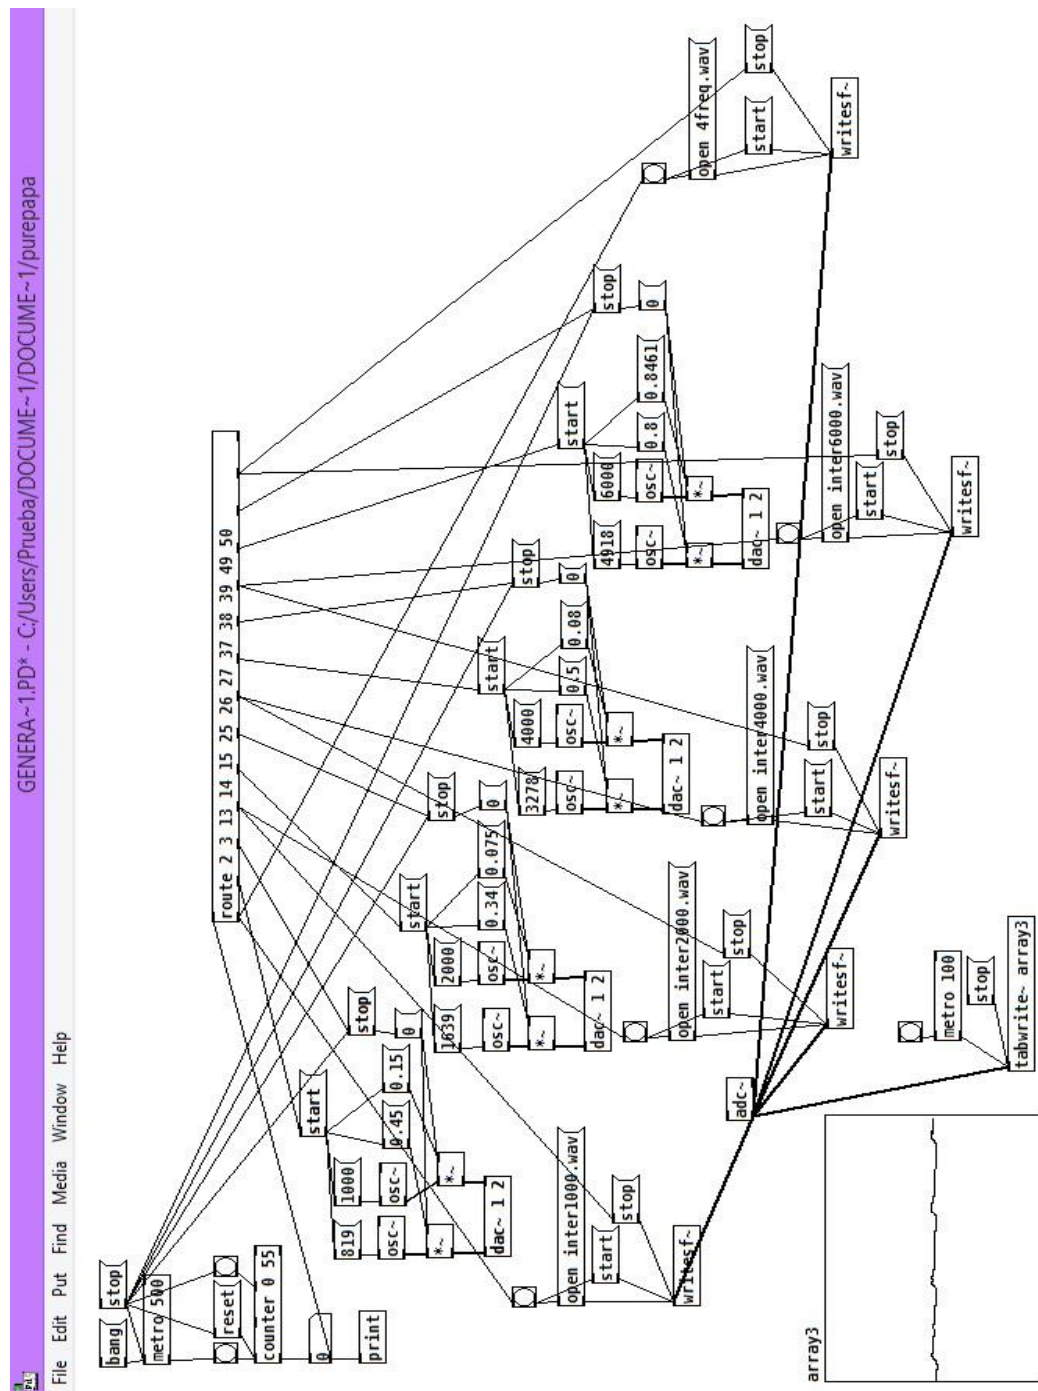 GENERA~1.PD* - C:/Users/Prueba/DOCUME~1/DOCUME~1/purepapa
File Edit Put Find Media Window Help
bang
stop
metro 500
reset
counter 0 55
0
print
route 2 3 13 14 15 25 26 27 37 38 39 49 50
start
stop
819
1000
0.45
0.15
0
osc~
osc~
*~
*~
dac~ 1 2
open inter1000.wav
start
stop
writesf~
start
stop
1639
2000
0.34
0.075
0
osc~
osc~
*~
*~
dac~ 1 2
open inter2000.wav
start
stop
writesf~
start
stop
3278
4000
0.5
0.08
0
osc~
osc~
*~
*~
dac~ 1 2
open inter4000.wav
start
stop
writesf~
start
stop
4918
6000
0.8
0.8461
0
osc~
osc~
*~
*~
dac~ 1 2
open inter6000.wav
start
stop
writesf~
open 4freq.wav
start
stop
writesf~
adc~
metro 100
stop
tabwrite~ array3
array3